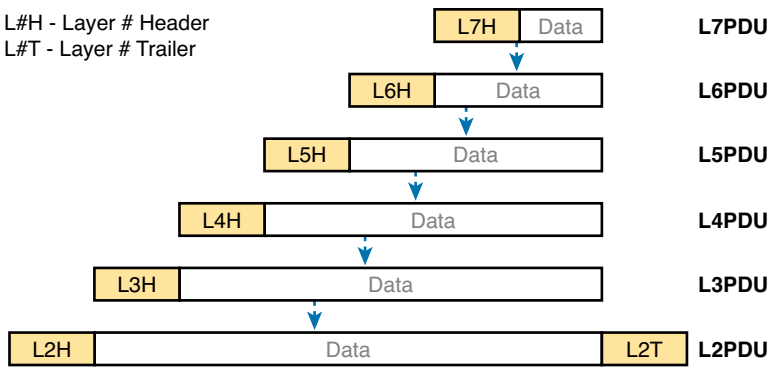 L#H - Layer # Header
L#T - Layer # Trailer
L7H Data L7PDU
L6H Data L6PDU
L5H Data L5PDU
L4H Data L4PDU
L3H Data L3PDU
L2H Data L2T L2PDU